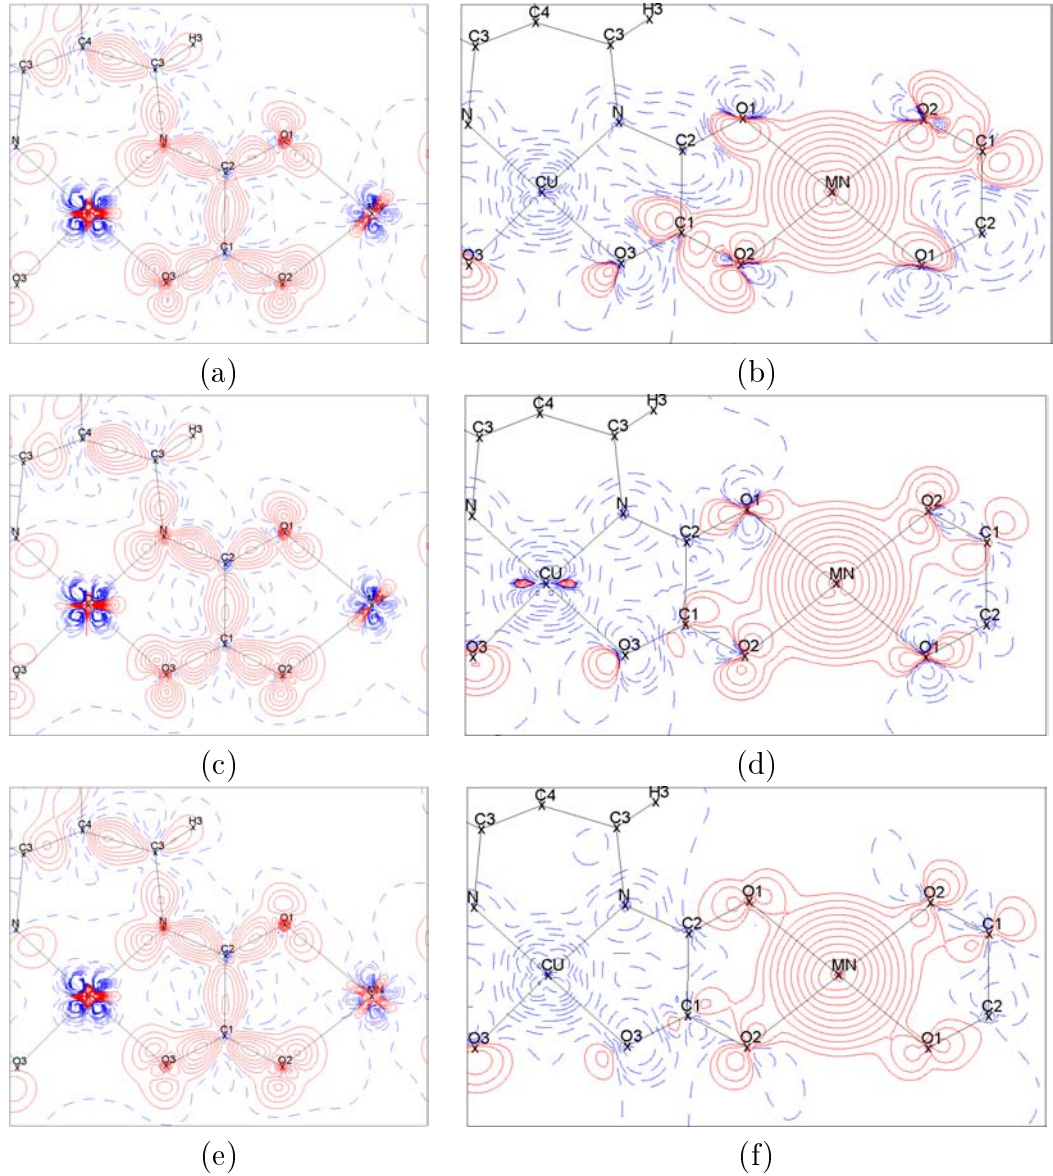 C4 H3
C3 C3
N N O1
C2
C1
O3 O3 O2
(a)
C4 H3
C3 C3
N N O1 O2
C2 C1
CU MN
C1 C2
O3 O3 O2 O1
(b)
C4 H3
C3 C3
N N O1
C2
C1
O3 O3 O2
(c)
C4 H3
C3 C3
N N O1 O2
C2 C1
CU MN
C1 C2
O3 O3 O2 O1
(d)
C4 H3
C3 C3
N N O1
C2
MN
C1
O3 O3 O2
(e)
C4 H3
C3 C3
N N O1 O2
C2 C1
CU MN
C1 C2
O3 O3 O2 O1
(f)